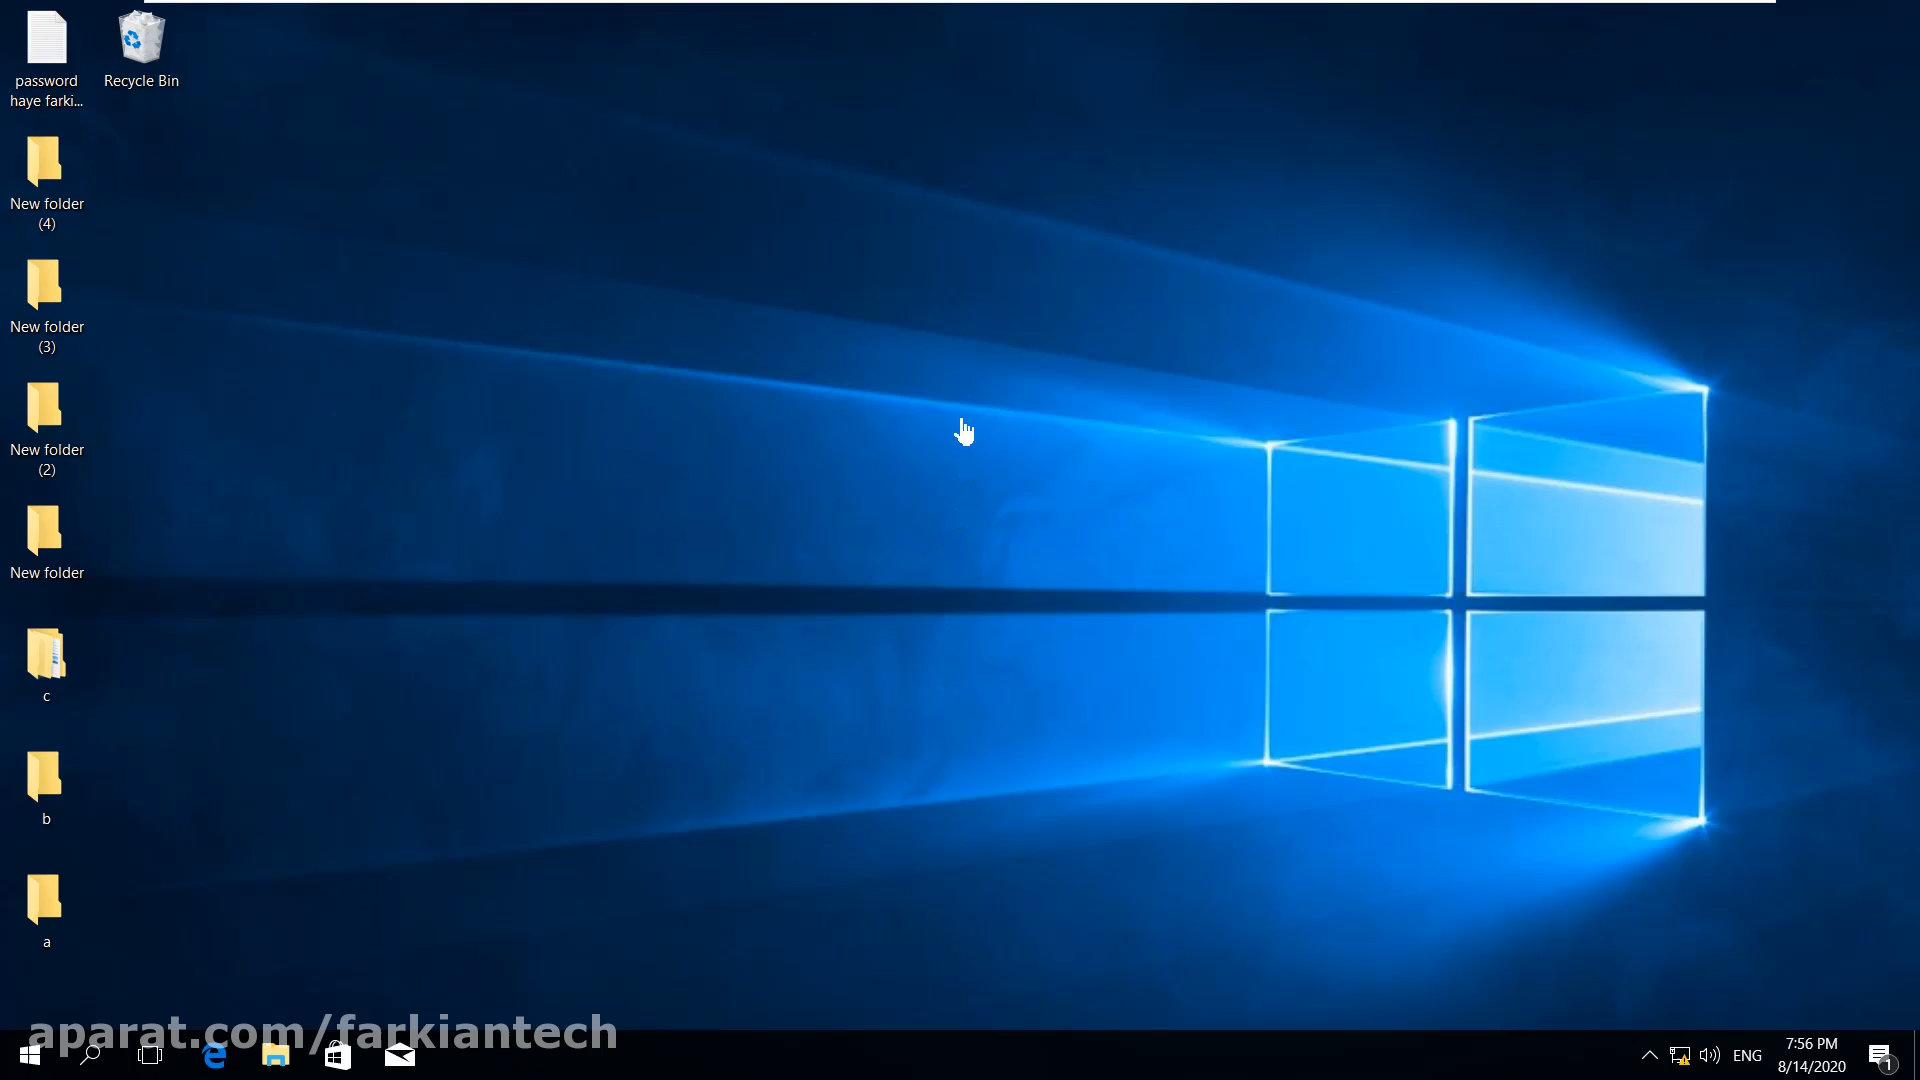 password
haye farki...
Recycle Bin
New folder
(4)
New folder
(3)
New folder
(2)
New folder
c
b
a
aparat.com/farkiantech
ENG
7:56 PM
8/14/2020
1